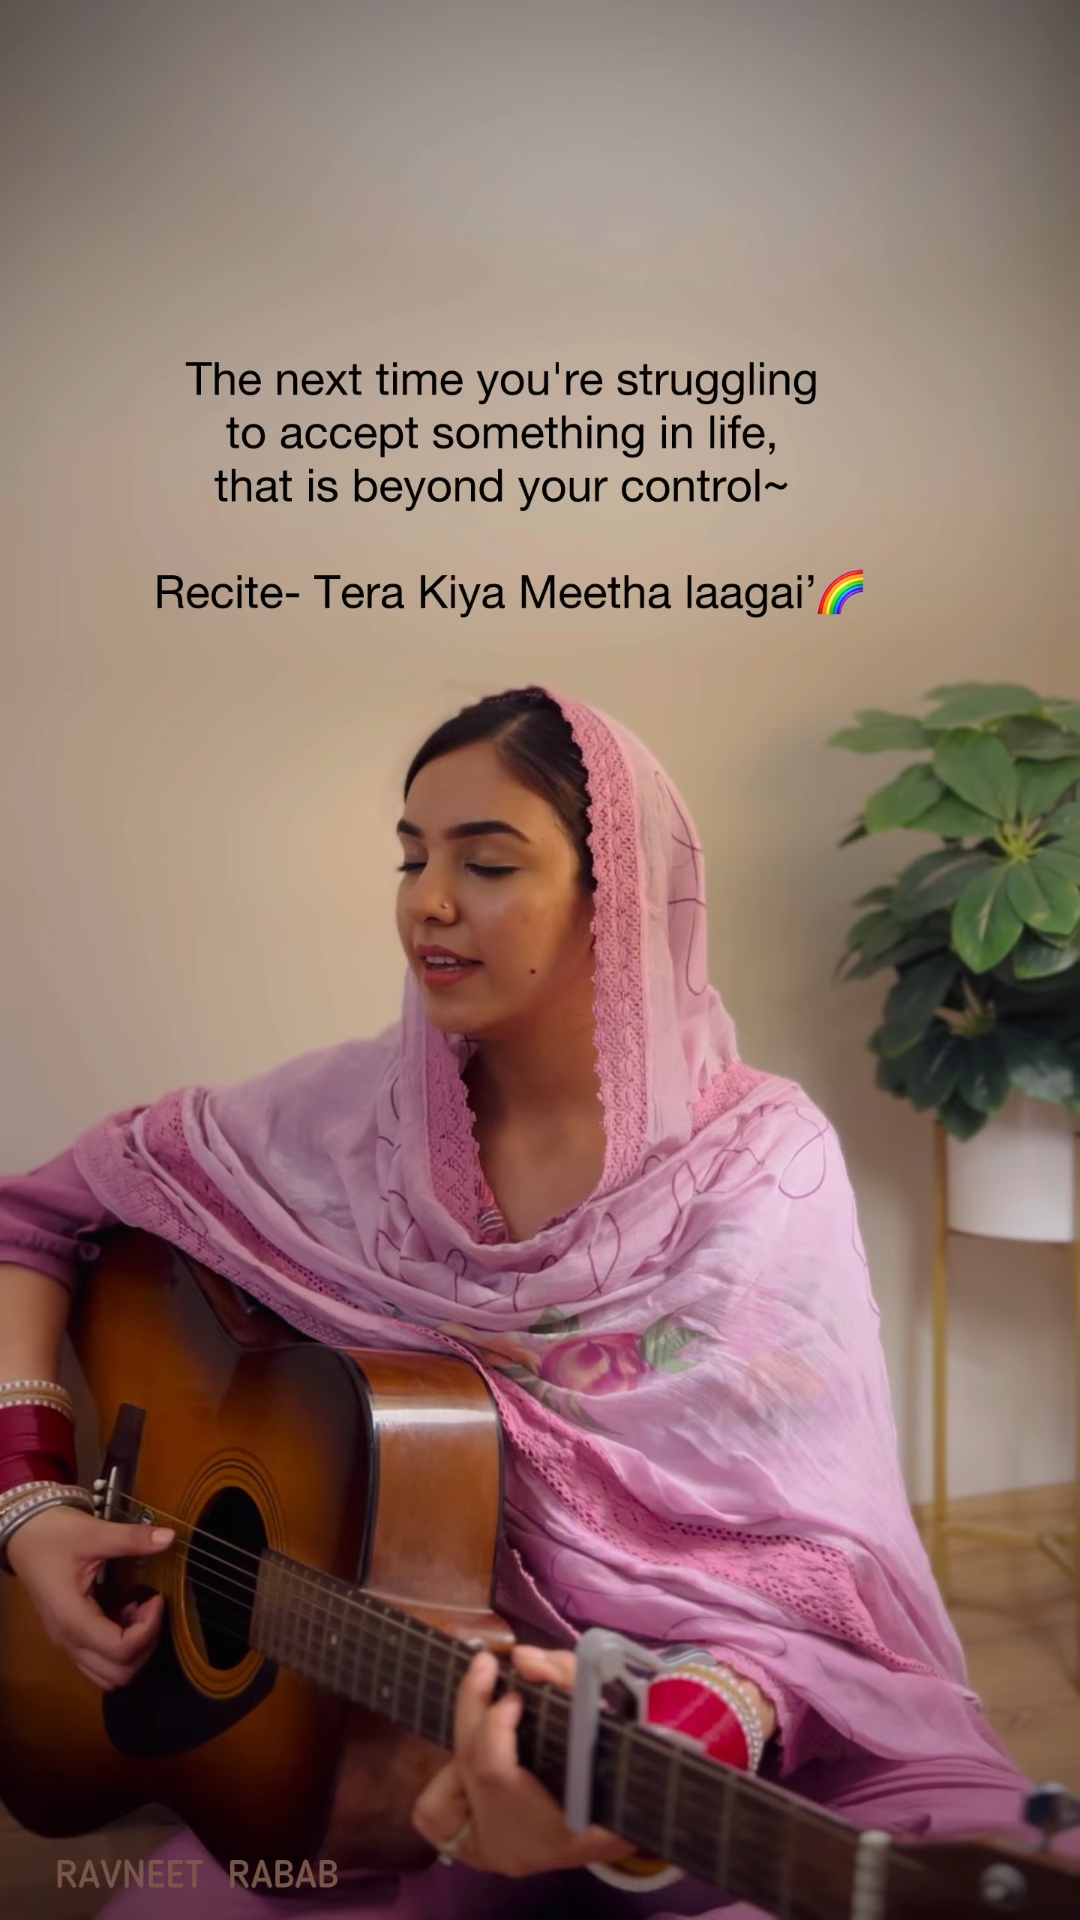 The next time you're struggling
to accept something in life,
that is beyond your control~
Recite- Tera Kiya Meetha laagai’🌈
RAVNEET RABAB